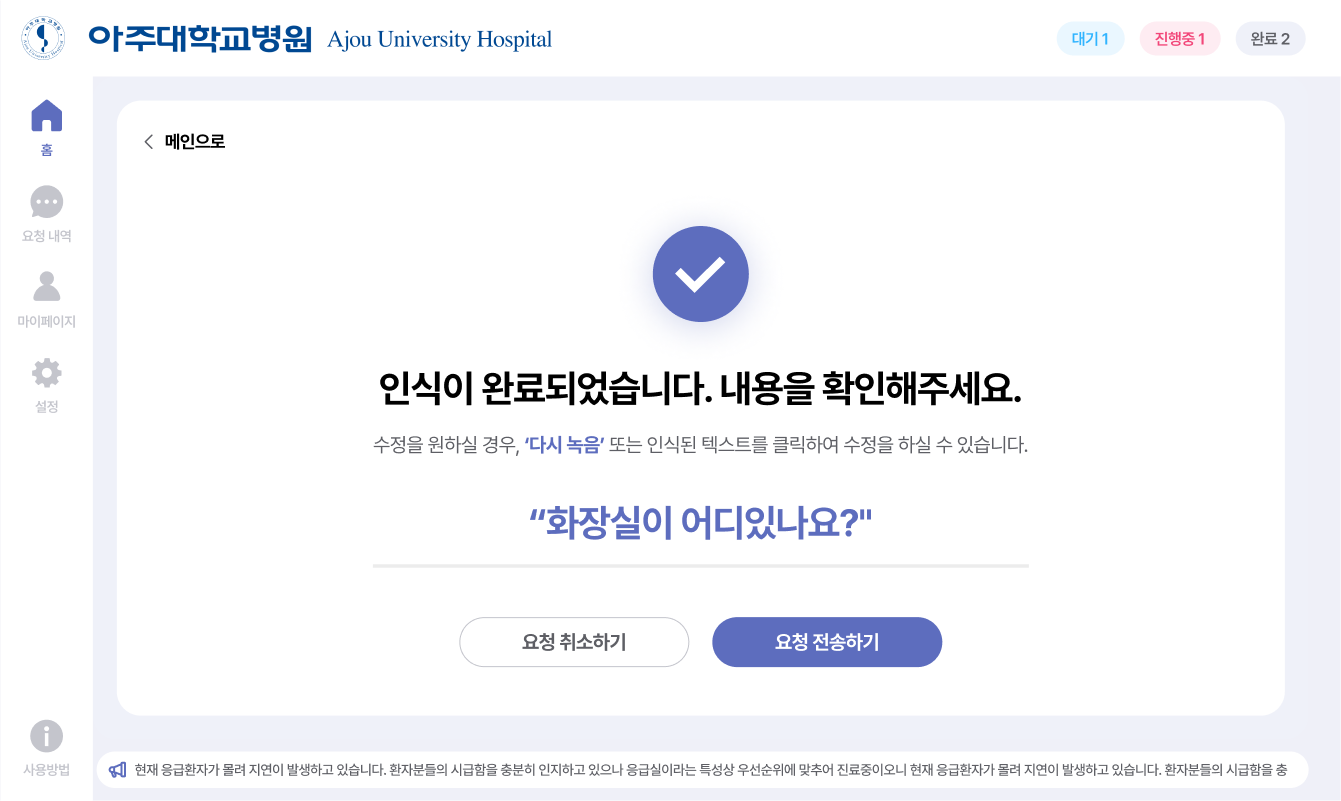 아주대학교병원 Ajou University Hospital
대기 1 진행중 1 완료 2
홈
요청 내역
마이페이지
설정
사용방법
메인으로
인식이 완료되었습니다. 내용을 확인해주세요.
수정을 원하실 경우, ‘다시 녹음’ 또는 인식된 텍스트를 클릭하여 수정을 하실 수 있습니다.
“화장실이 어디있나요?"
요청 취소하기 요청 전송하기
현재 응급환자가 몰려 지연이 발생하고 있습니다. 환자분들의 시급함을 충분히 인지하고 있으나 응급실이라는 특성상 우선순위에 맞추어 진료중이오니 현재 응급환자가 몰려 지연이 발생하고 있습니다. 환자분들의 시급함을 충